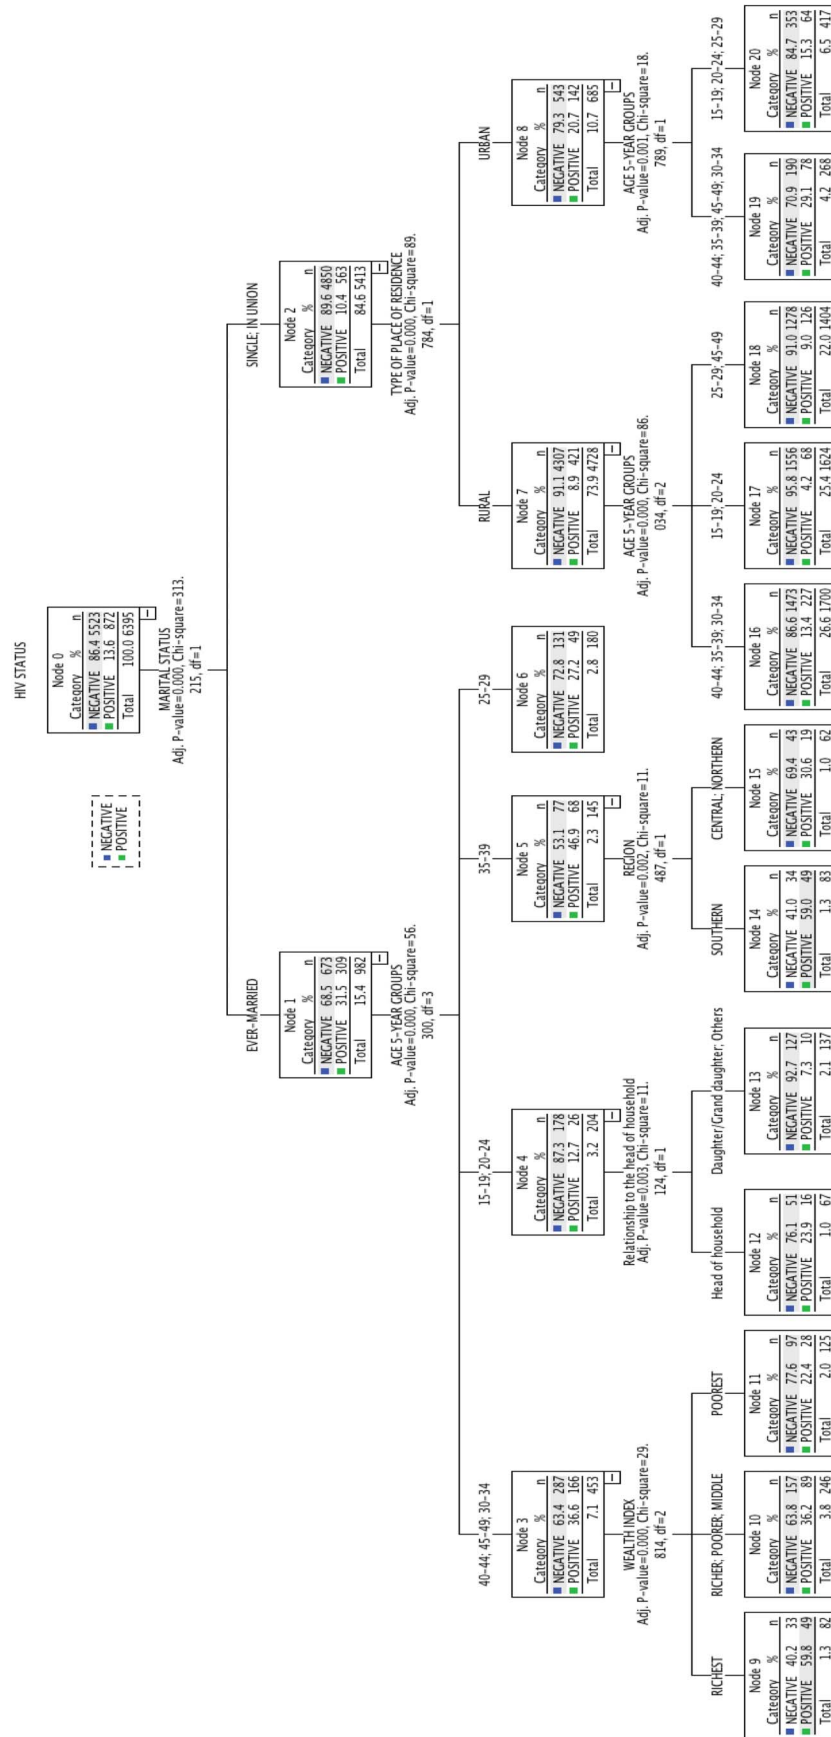 HIV STATUS
NEGATIVE
POSITIVE
Node 0
Category % n
NEGATIVE 86.4 5523
POSITIVE 13.6 872
Total 100.0 6395
MARITAL STATUS
Adj. P-value=0.000, Chi-square=313.
215, df=1
EVER-MARRIED
SINGLE; IN UNION
Node 1
Category % n
NEGATIVE 68.5 673
POSITIVE 31.5 309
Total 15.4 982
AGE 5-YEAR GROUPS
Adj. P-value=0.000, Chi-square=56.
300, df=3
Node 2
Category % n
NEGATIVE 89.6 4850
POSITIVE 10.4 563
Total 84.6 5413
TYPE OF PLACE OF RESIDENCE
Adj. P-value=0.000, Chi-square=89.
784, df=1
40-44; 45-49; 30-34
15-19; 20-24
35-39
25-29
RURAL
URBAN
Node 3
Category % n
NEGATIVE 63.4 287
POSITIVE 36.6 166
Total 7.1 453
WEALTH INDEX
Adj. P-value=0.000, Chi-square=29.
814, df=2
Node 4
Category % n
NEGATIVE 87.3 178
POSITIVE 12.7 26
Total 3.2 204
Relationship to the head of household
Adj. P-value=0.003, Chi-square=11.
124, df=1
Node 5
Category % n
NEGATIVE 53.1 77
POSITIVE 46.9 68
Total 2.3 145
REGION
Adj. P-value=0.002, Chi-square=11.
487, df=1
Node 6
Category % n
NEGATIVE 72.8 131
POSITIVE 27.2 49
Total 2.8 180
Node 7
Category % n
NEGATIVE 91.1 4307
POSITIVE 8.9 421
Total 73.9 4728
AGE 5-YEAR GROUPS
Adj. P-value=0.000, Chi-square=86.
034, df=2
Node 8
Category % n
NEGATIVE 79.3 543
POSITIVE 20.7 142
Total 10.7 685
AGE 5-YEAR GROUPS
Adj. P-value=0.001, Chi-square=18.
789, df=1
RICHEST
RICHER; POORER; MIDDLE
POOREST
Head of household
Daughter/Grand daughter; Others
SOUTHERN
CENTRAL; NORTHERN
40-44; 35-39; 30-34
15-19; 20-24
25-29; 45-49
40-44; 35-39; 45-49; 30-34
15-19; 20-24; 25-29
Node 9
Category % n
NEGATIVE 40.2 33
POSITIVE 59.8 49
Total 1.3 82
Node 10
Category % n
NEGATIVE 63.8 157
POSITIVE 36.2 89
Total 3.8 246
Node 11
Category % n
NEGATIVE 77.6 97
POSITIVE 22.4 28
Total 2.0 125
Node 12
Category % n
NEGATIVE 76.1 51
POSITIVE 23.9 16
Total 1.0 67
Node 13
Category % n
NEGATIVE 92.7 127
POSITIVE 7.3 10
Total 2.1 137
Node 14
Category % n
NEGATIVE 41.0 34
POSITIVE 59.0 49
Total 1.3 83
Node 15
Category % n
NEGATIVE 69.4 43
POSITIVE 30.6 19
Total 1.0 62
Node 16
Category % n
NEGATIVE 86.6 1473
POSITIVE 13.4 227
Total 26.6 1700
Node 17
Category % n
NEGATIVE 95.8 1556
POSITIVE 4.2 68
Total 25.4 1624
Node 18
Category % n
NEGATIVE 91.0 1278
POSITIVE 9.0 126
Total 22.0 1404
Node 19
Category % n
NEGATIVE 70.9 190
POSITIVE 29.1 78
Total 4.2 268
Node 20
Category % n
NEGATIVE 84.7 353
POSITIVE 15.3 64
Total 6.5 417